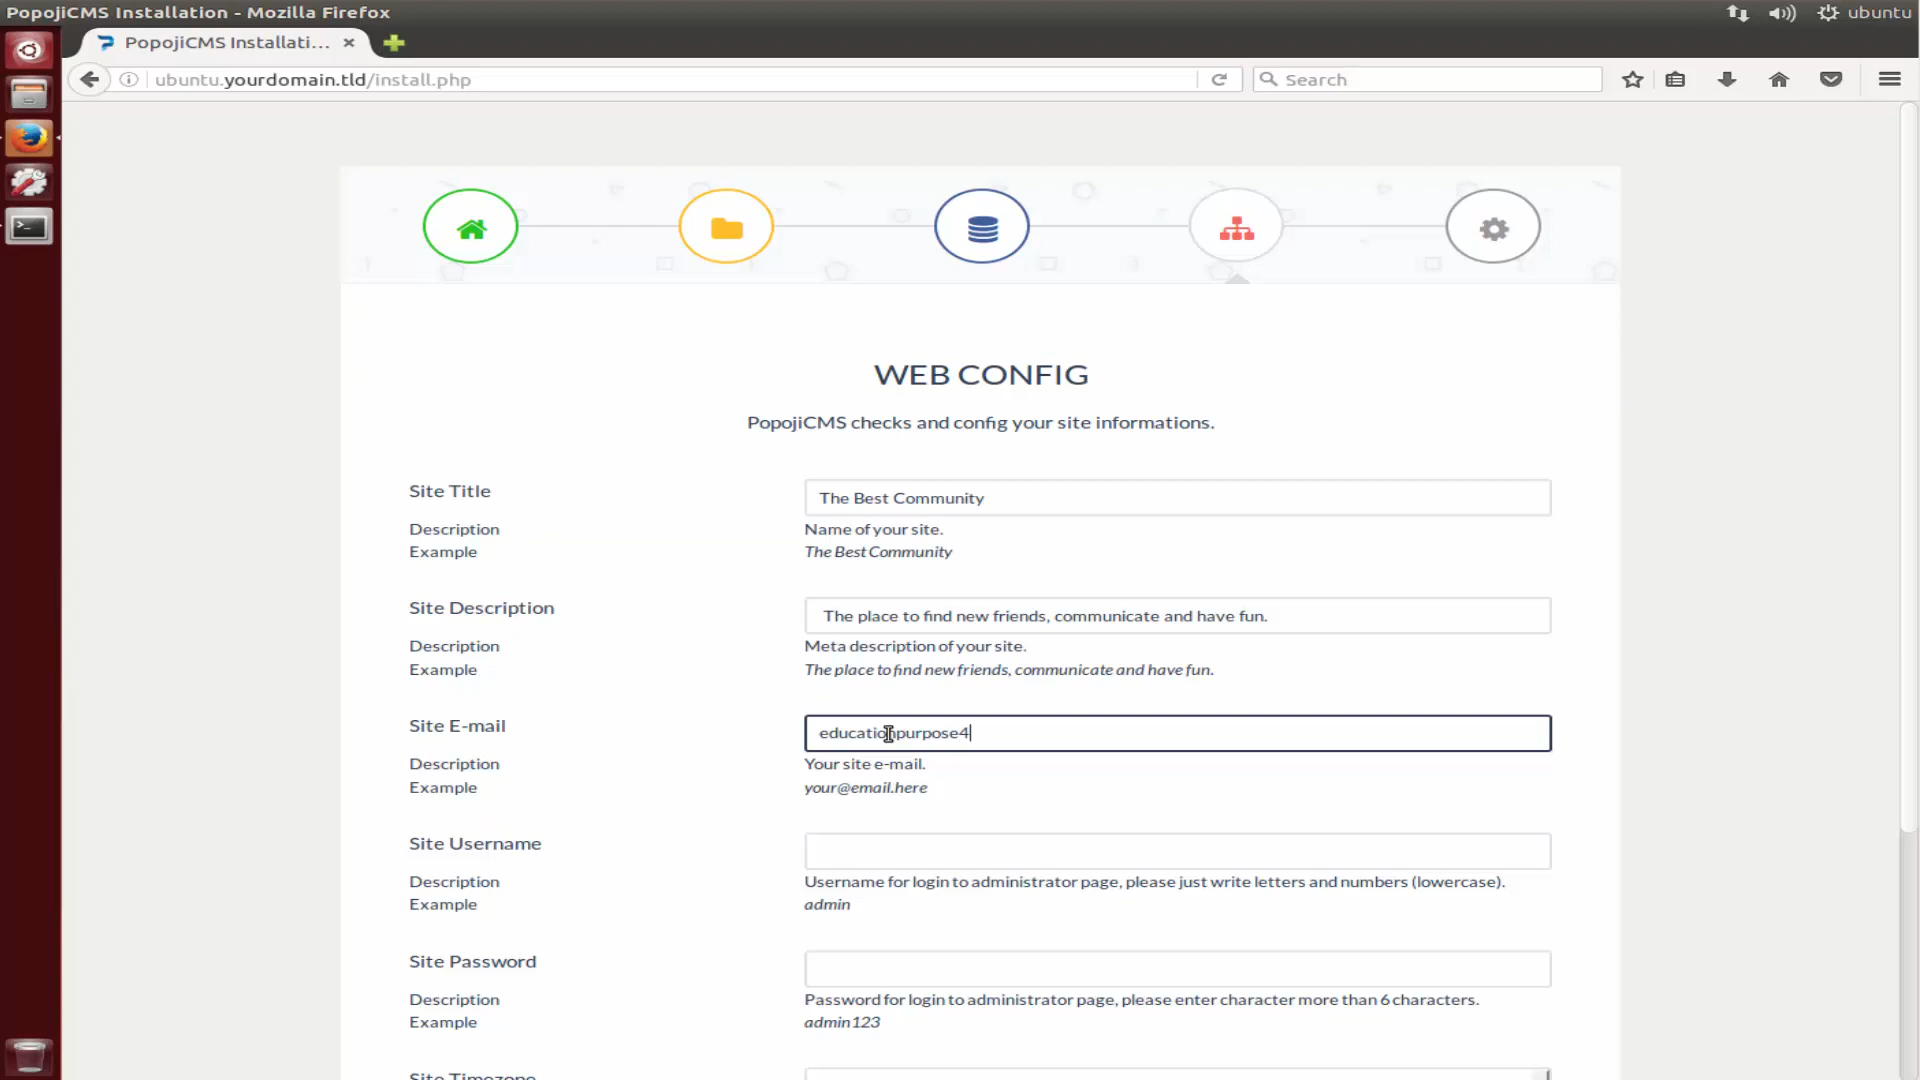 PopojiCMS Installation - Mozilla Firefox
ubuntu
PopojiCMS Installati...
ubuntu.yourdomain.tld/install.php
Search
WEB CONFIG
PopojiCMS checks and config your site informations.
Site Title
The Best Community
Description
Name of your site.
Example
The Best Community
Site Description
The place to find new friends, communicate and have fun.
Description
Meta description of your site.
Example
The place to find new friends, communicate and have fun.
Site E-mail
educationpurpose4
Description
Your site e-mail.
Example
your@email.here
Site Username
Description
Username for login to administrator page, please just write letters and numbers (lowercase).
Example
admin
Site Password
Description
Password for login to administrator page, please enter character more than 6 characters.
Example
admin123
Site Timezone